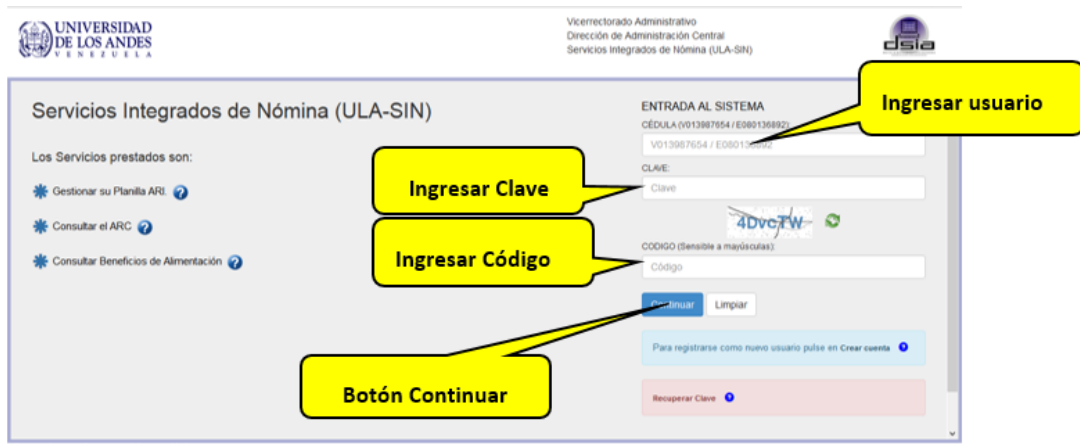 UNIVERSIDAD
DE LOS ANDES
VENEZUELA
Vicerrectorado Administrativo
Dirección de Administración Central
Servicios Integrados de Nómina (ULA-SIN)
dsia
Servicios Integrados de Nómina (ULA-SIN)
Los Servicios prestados son:
Gestionar su Planilla ARI.
Consultar el ARC
Consultar Beneficios de Alimentación
ENTRADA AL SISTEMA
CÉDULA (V013987654 / E080136892):
V013987654 / E080136892
Ingresar usuario
CLAVE:
Clave
Ingresar Clave
4DvcTW
CODIGO (Sensible a mayúsculas):
Código
Ingresar Código
Continuar
Limpiar
Botón Continuar
Para registrarse como nuevo usuario pulse en Crear cuenta
Recuperar Clave